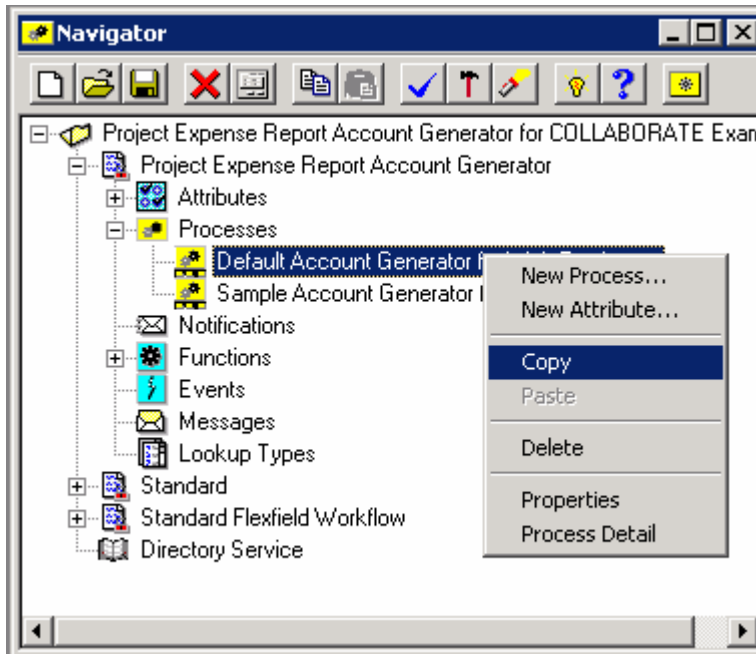 Navigator
Project Expense Report Account Generator for COLLABORATE Exam
Project Expense Report Account Generator
Attributes
Processes
Default Account Generator
Sample Account Generator
Notifications
Functions
Events
Messages
Lookup Types
Standard
Standard Flexfield Workflow
Directory Service
New Process...
New Attribute...
Copy
Paste
Delete
Properties
Process Detail